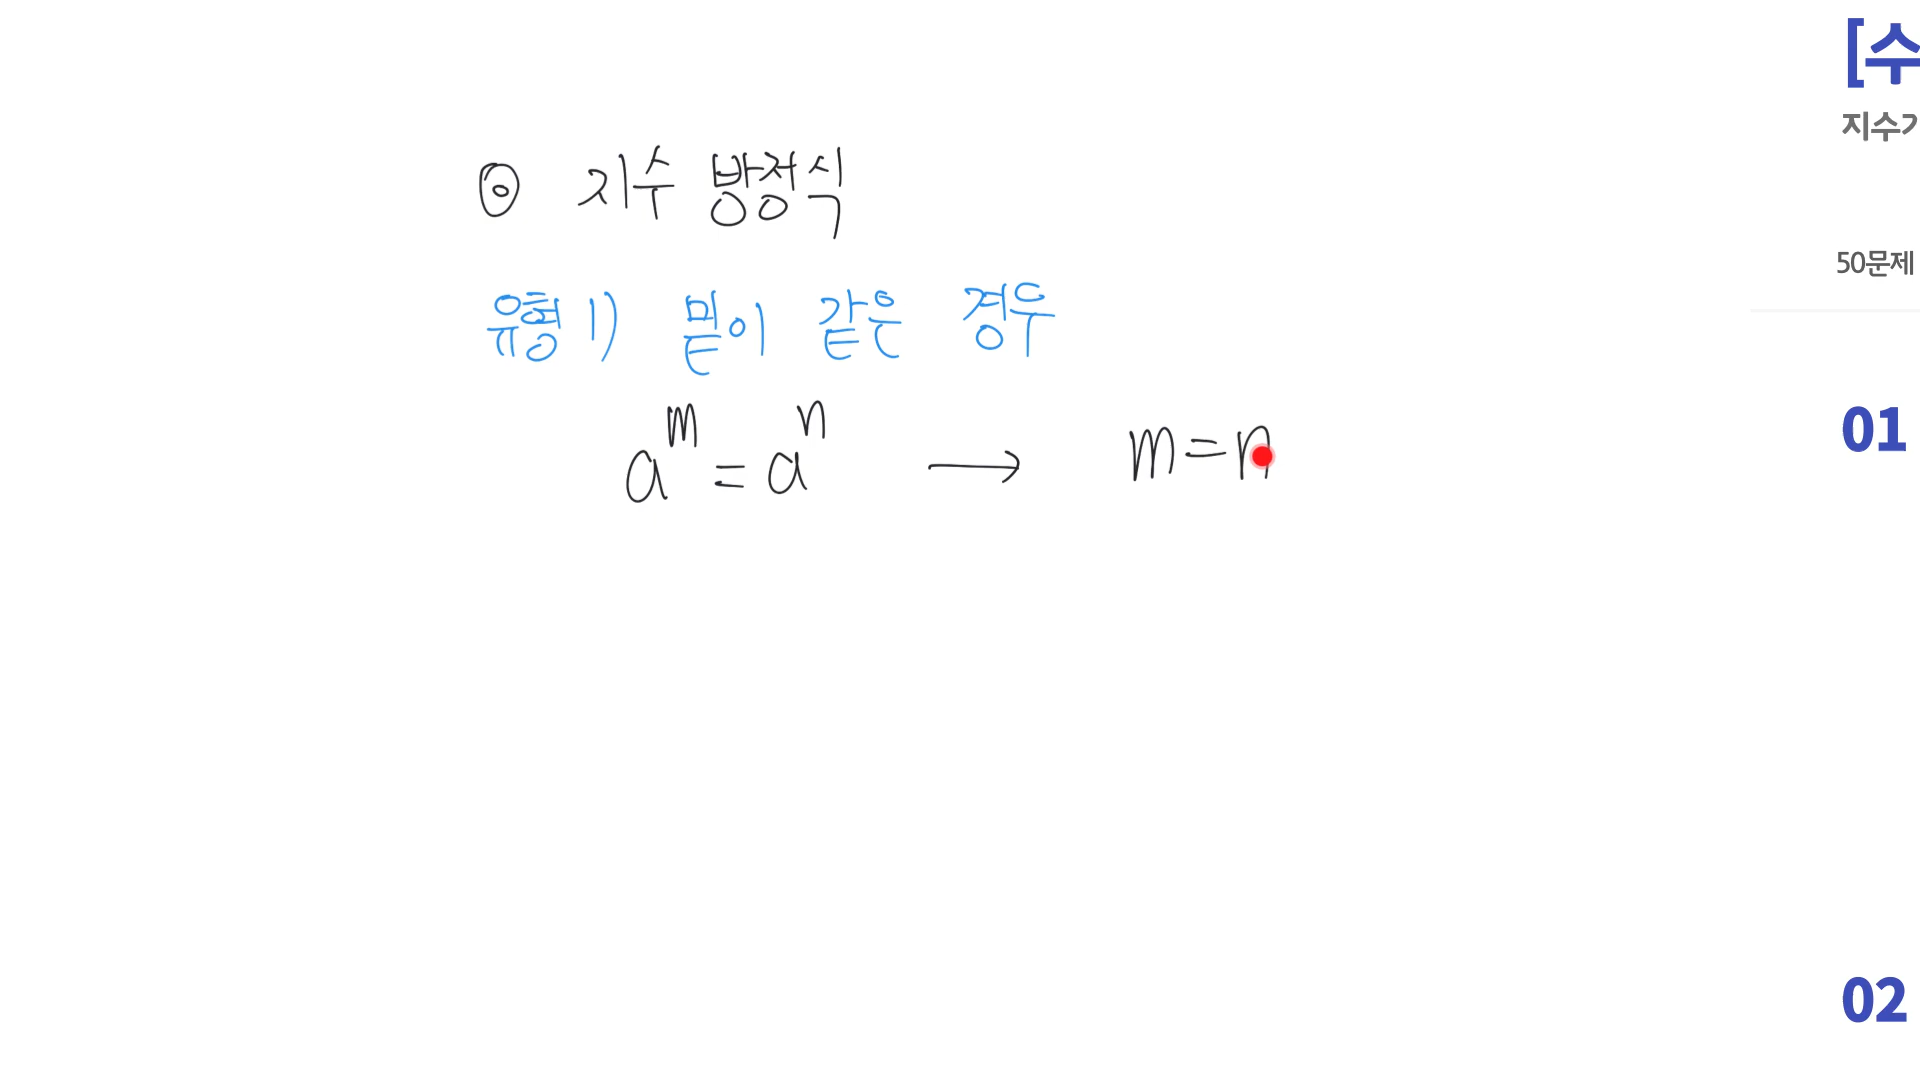 ◎ 지수 방정식
유형 1) 밑이 같은 경우
a^m = a^n → m = n
[수
지수
50문제
01
02